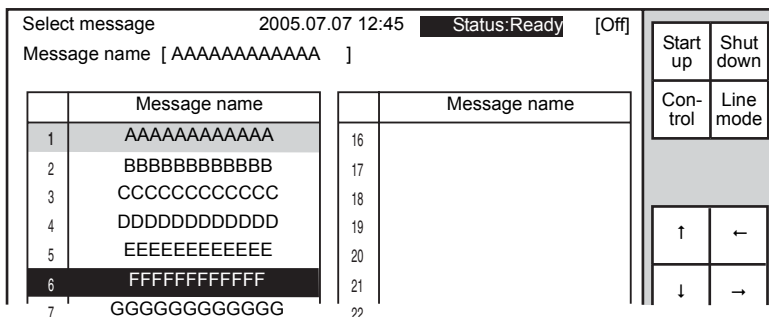 Select message 2005.07.07 12:45 Status:Ready [Off]
Message name [ AAAAAAAAAAAA ]
Start up
Shut down
Con-trol
Line mode
Message name
1 AAAAAAAAAAAA
2 BBBBBBBBBBBB
3 CCCCCCCCCCCC
4 DDDDDDDDDDDD
5 EEEEEEEEEEEE
6 FFFFFFFFFFFF
7 GGGGGGGGGGGG
Message name
16
17
18
19
20
21
22
↑ ←
↓ →